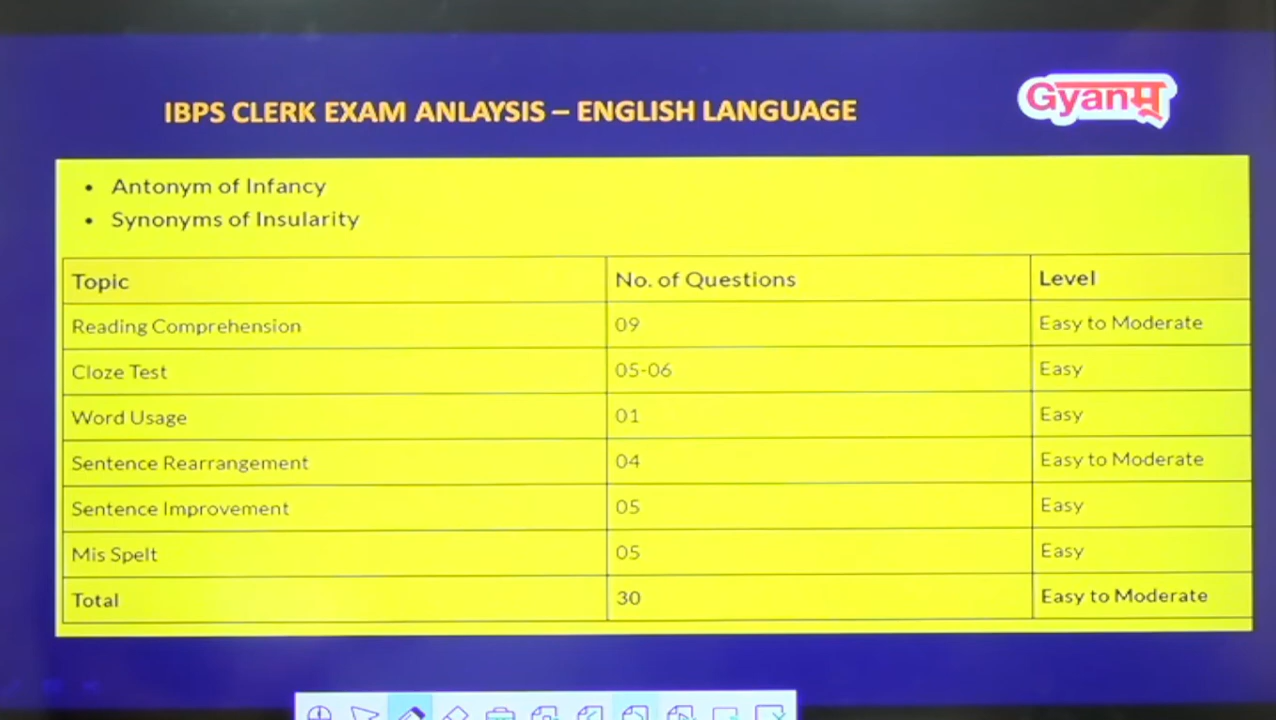 IBPS CLERK EXAM ANLAYSIS – ENGLISH LANGUAGE
Gyanम्र
• Antonym of Infancy
• Synonyms of Insularity
Topic No. of Questions Level
Reading Comprehension 09 Easy to Moderate
Cloze Test 05-06 Easy
Word Usage 01 Easy
Sentence Rearrangement 04 Easy to Moderate
Sentence Improvement 05 Easy
Mis Spelt 05 Easy
Total 30 Easy to Moderate